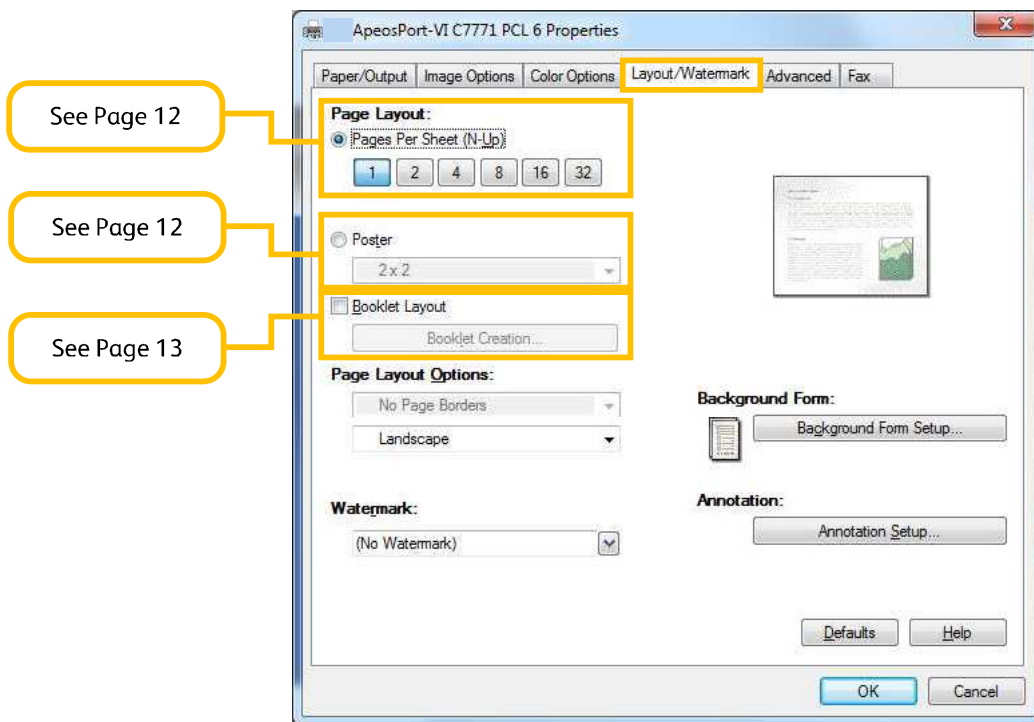 ApeosPort-VI C7771 PCL 6 Properties
Paper/Output Image Options Color Options Layout/Watermark Advanced Fax
See Page 12
Page Layout:
Pages Per Sheet (N-Up)
1 2 4 8 16 32
See Page 12
Poster
2 x 2
See Page 13
Booklet Layout
Booklet Creation...
Page Layout Options:
No Page Borders
Landscape
Background Form:
Background Form Setup...
Watermark:
(No Watermark)
Annotation:
Annotation Setup...
Defaults Help
OK Cancel